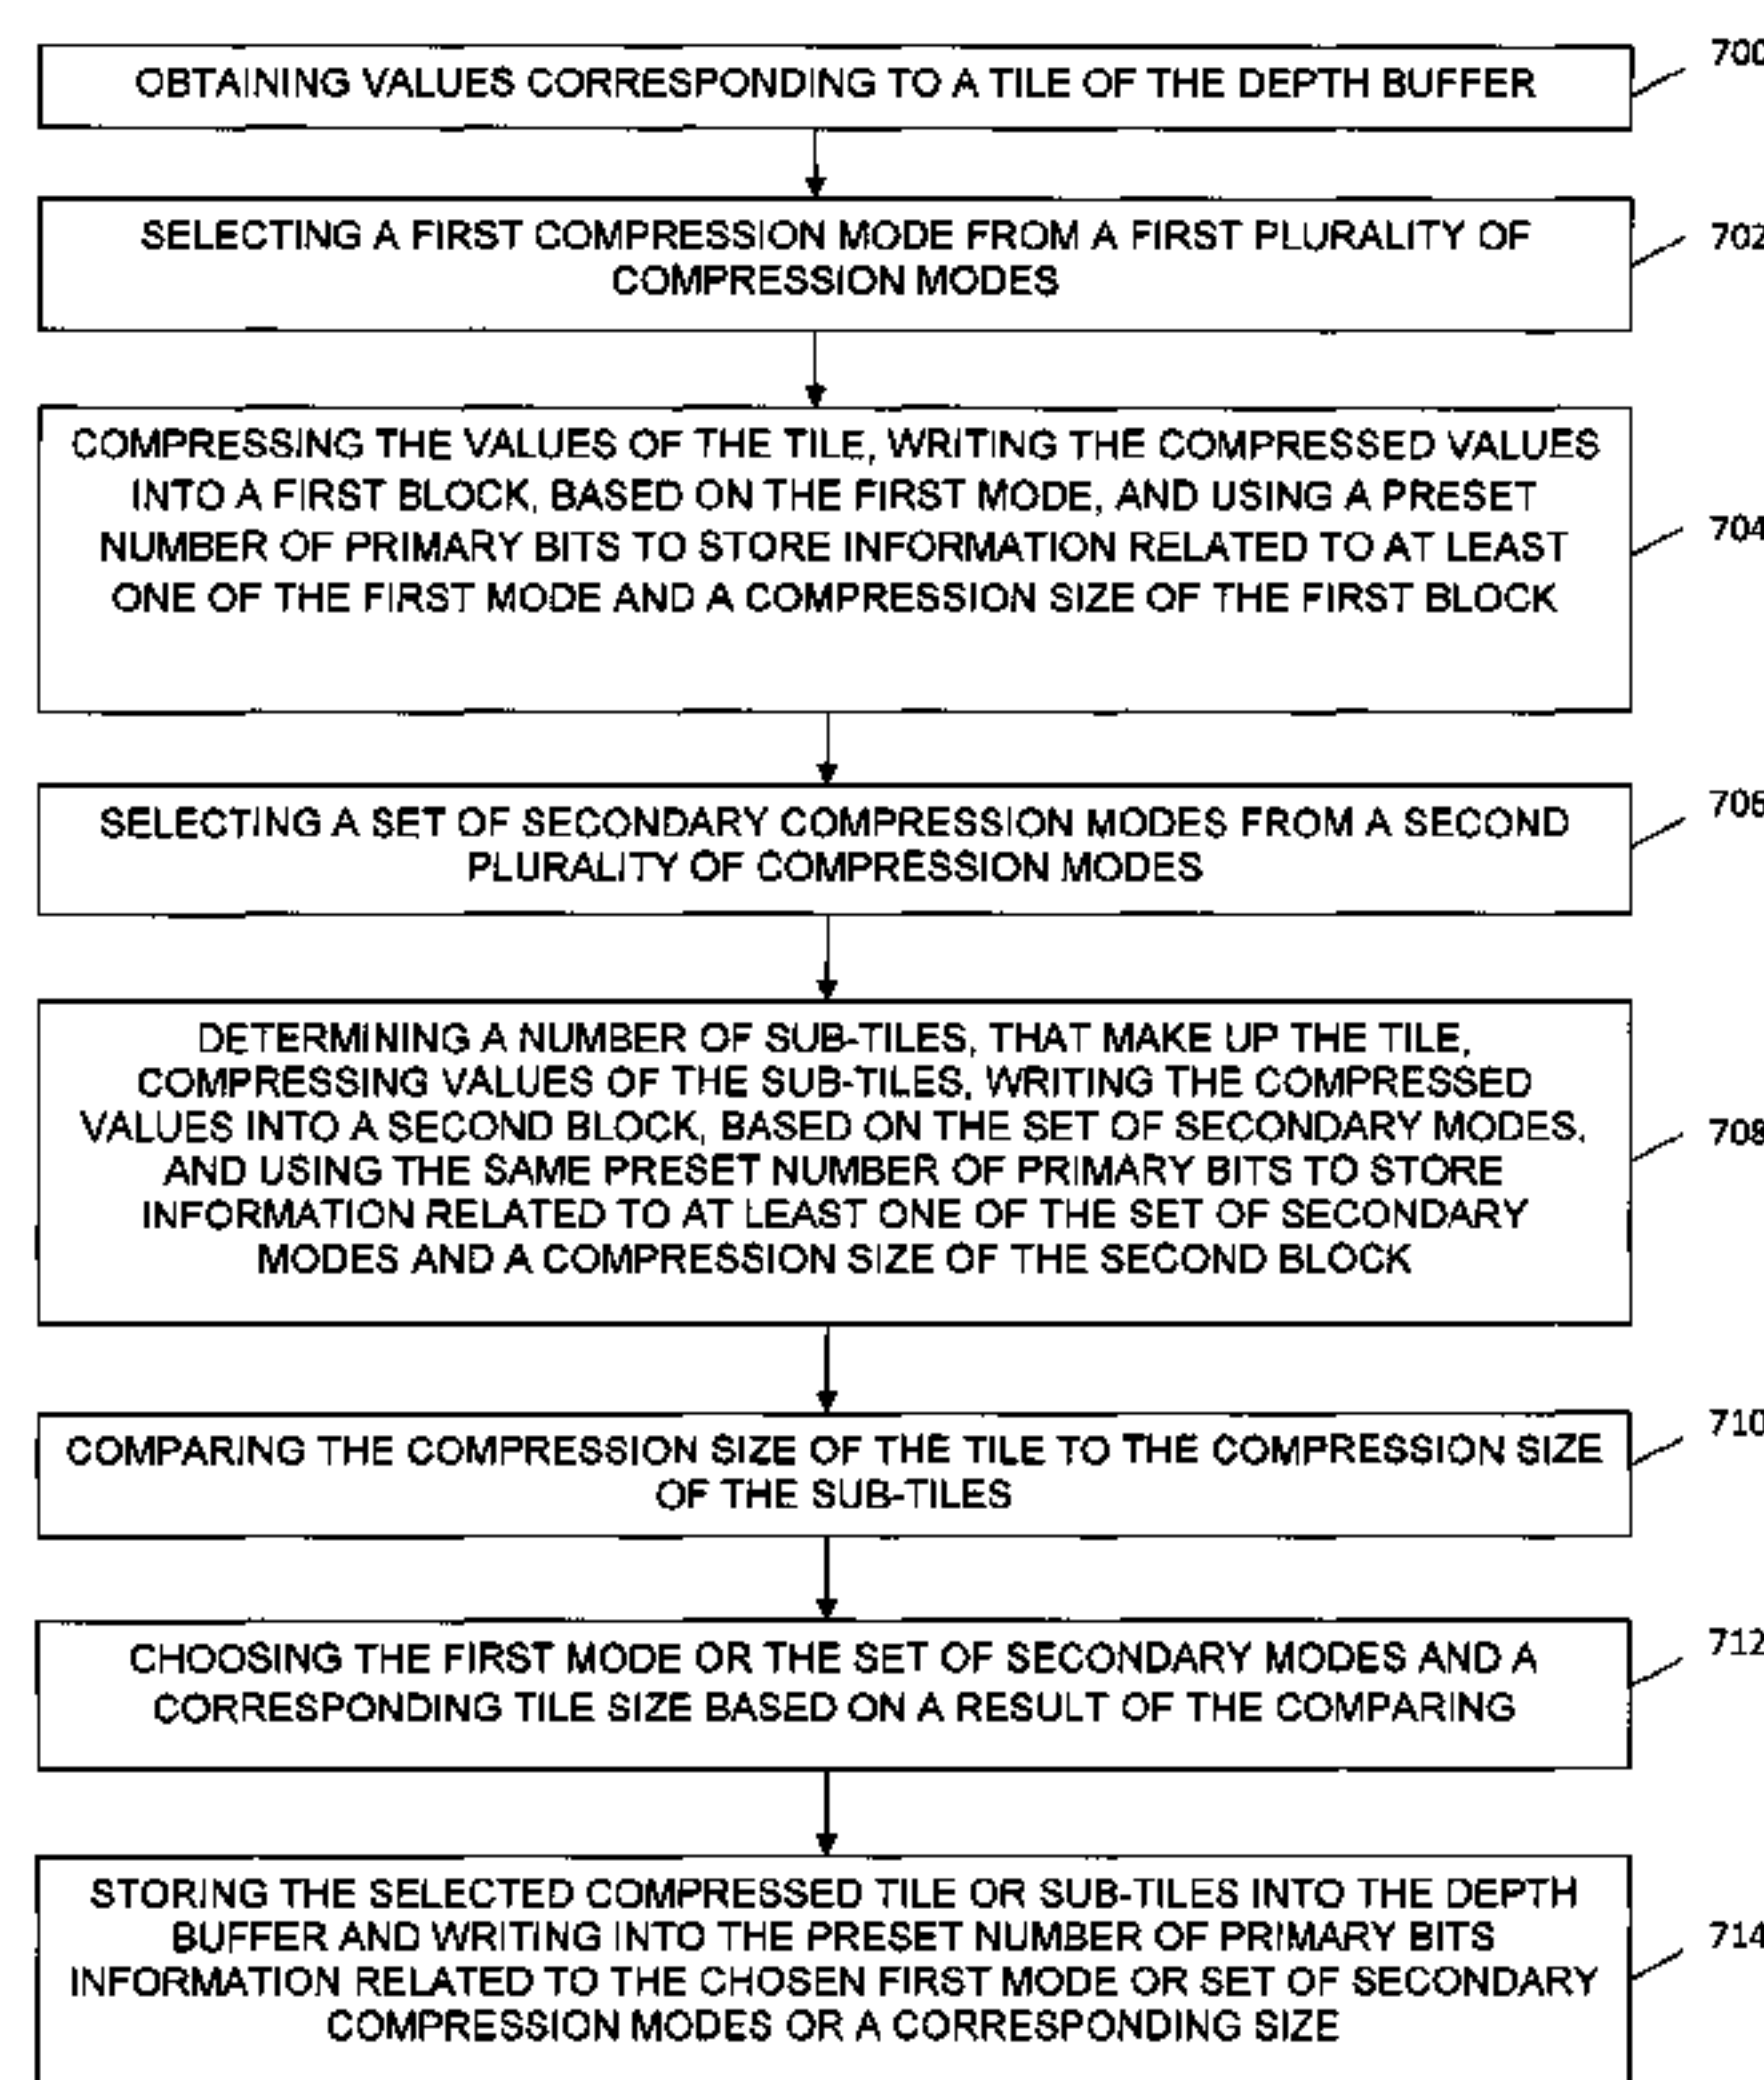 OBTAINING VALUES CORRESPONDING TO A TILE OF THE DEPTH BUFFER
700
SELECTING A FIRST COMPRESSION MODE FROM A FIRST PLURALITY OF
COMPRESSION MODES
702
COMPRESSING THE VALUES OF THE TILE, WRITING THE COMPRESSED VALUES
INTO A FIRST BLOCK, BASED ON THE FIRST MODE, AND USING A PRESET
NUMBER OF PRIMARY BITS TO STORE INFORMATION RELATED TO AT LEAST
ONE OF THE FIRST MODE AND A COMPRESSION SIZE OF THE FIRST BLOCK
704
SELECTING A SET OF SECONDARY COMPRESSION MODES FROM A SECOND
PLURALITY OF COMPRESSION MODES
706
DETERMINING A NUMBER OF SUB-TILES, THAT MAKE UP THE TILE,
COMPRESSING VALUES OF THE SUB-TILES, WRITING THE COMPRESSED
VALUES INTO A SECOND BLOCK, BASED ON THE SET OF SECONDARY MODES,
AND USING THE SAME PRESET NUMBER OF PRIMARY BITS TO STORE
INFORMATION RELATED TO AT LEAST ONE OF THE SET OF SECONDARY
MODES AND A COMPRESSION SIZE OF THE SECOND BLOCK
708
COMPARING THE COMPRESSION SIZE OF THE TILE TO THE COMPRESSION SIZE
OF THE SUB-TILES
710
CHOOSING THE FIRST MODE OR THE SET OF SECONDARY MODES AND A
CORRESPONDING TILE SIZE BASED ON A RESULT OF THE COMPARING
712
STORING THE SELECTED COMPRESSED TILE OR SUB-TILES INTO THE DEPTH
BUFFER AND WRITING INTO THE PRESET NUMBER OF PRIMARY BITS
INFORMATION RELATED TO THE CHOSEN FIRST MODE OR SET OF SECONDARY
COMPRESSION MODES OR A CORRESPONDING SIZE
714